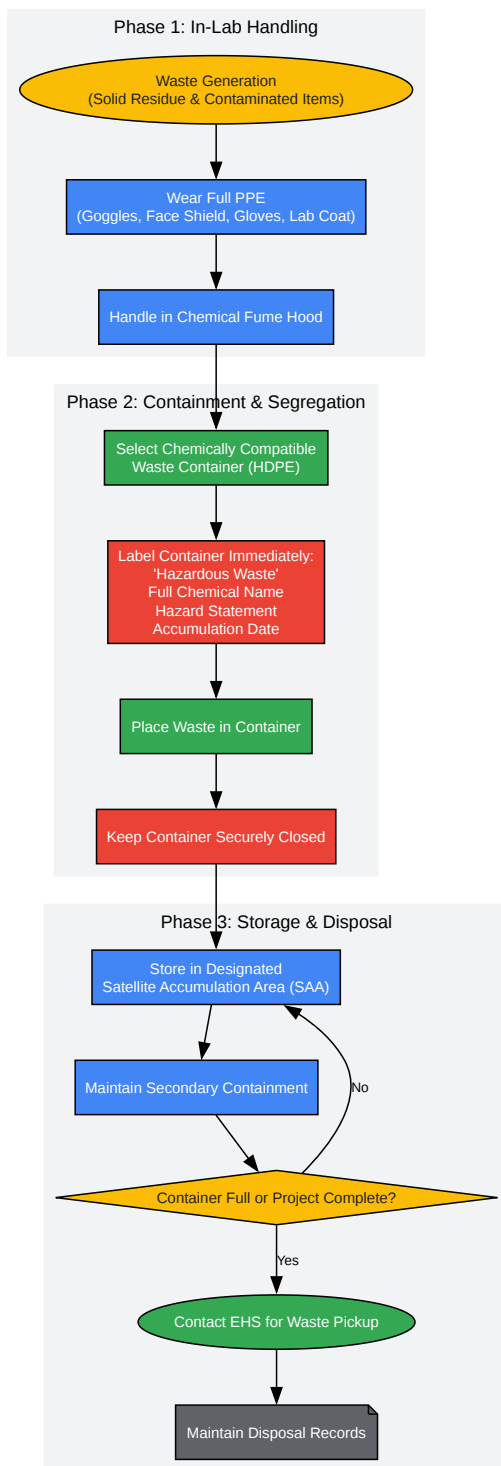 Phase 1: In-Lab Handling
Waste Generation
(Solid Residue & Contaminated Items)
Wear Full PPE
(Goggles, Face Shield, Gloves, Lab Coat)
Handle in Chemical Fume Hood
Phase 2: Containment & Segregation
Select Chemically Compatible
Waste Container (HDPE)
Label Container Immediately:
'Hazardous Waste'
Full Chemical Name
Hazard Statement
Accumulation Date
Place Waste in Container
Keep Container Securely Closed
Phase 3: Storage & Disposal
Store in Designated
Satellite Accumulation Area (SAA)
Maintain Secondary Containment
No
Container Full or Project Complete?
Yes
Contact EHS for Waste Pickup
Maintain Disposal Records